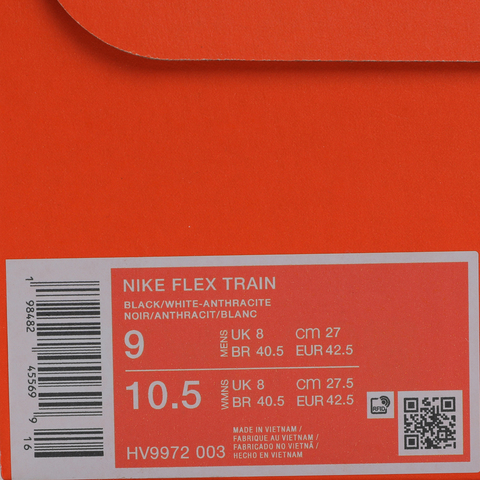 NIKE FLEX TRAIN
BLACK/WHITE-ANTHRACITE
NOIR/ANTHRACIT/BLANC
9 MENS UK 8 cm 27
BR 40.5 EUR 42.5
10.5 WMNS UK 8 cm 27.5
BR 40.5 EUR 42.5
MADE IN VIETNAM /
FABRIQUE AU VIETNAM /
FABRICADO NO VIETNÃ /
HECHO EN VIETNAM
HV9972 003
RFID
1 98482 45569 9 16